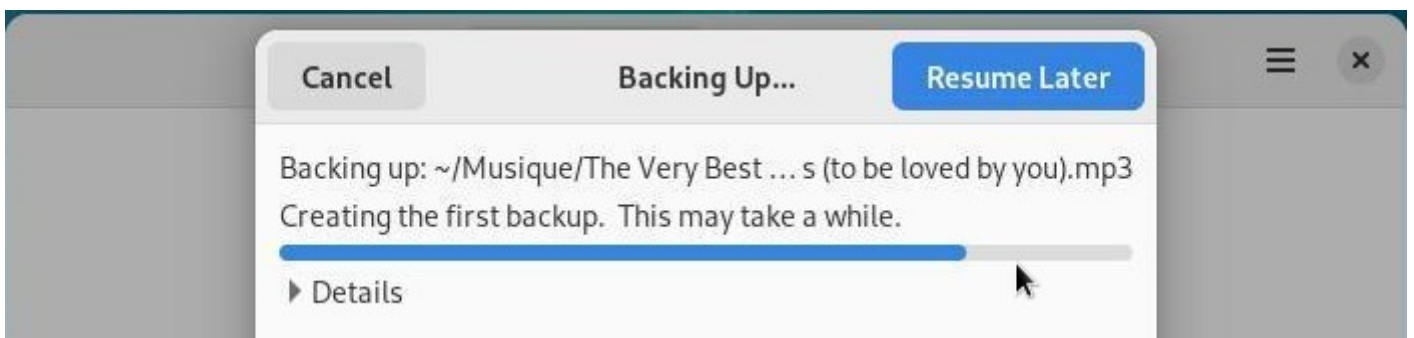 Cancel Backing Up... Resume Later
Backing up: ~/Musique/The Very Best ... s (to be loved by you).mp3
Creating the first backup.  This may take a while.
Details